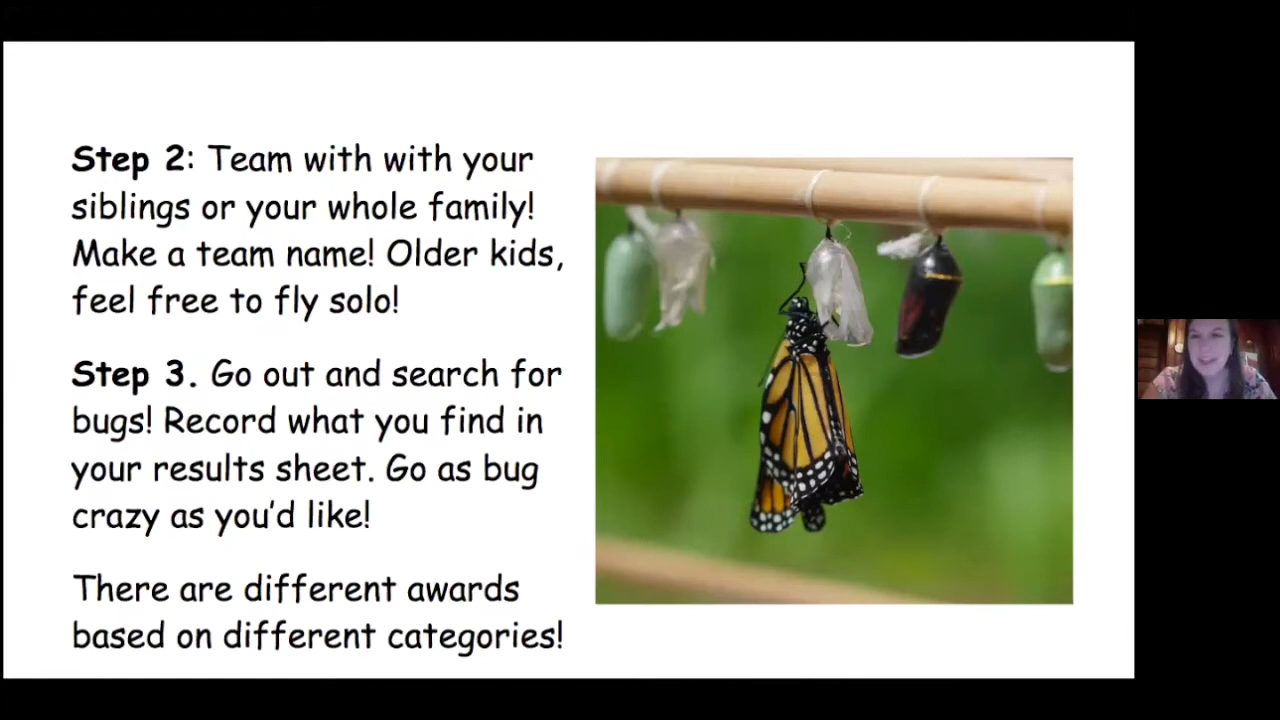 Step 2: Team with with your
siblings or your whole family!
Make a team name! Older kids,
feel free to fly solo!
Step 3. Go out and search for
bugs! Record what you find in
your results sheet. Go as bug
crazy as you'd like!
There are different awards
based on different categories!